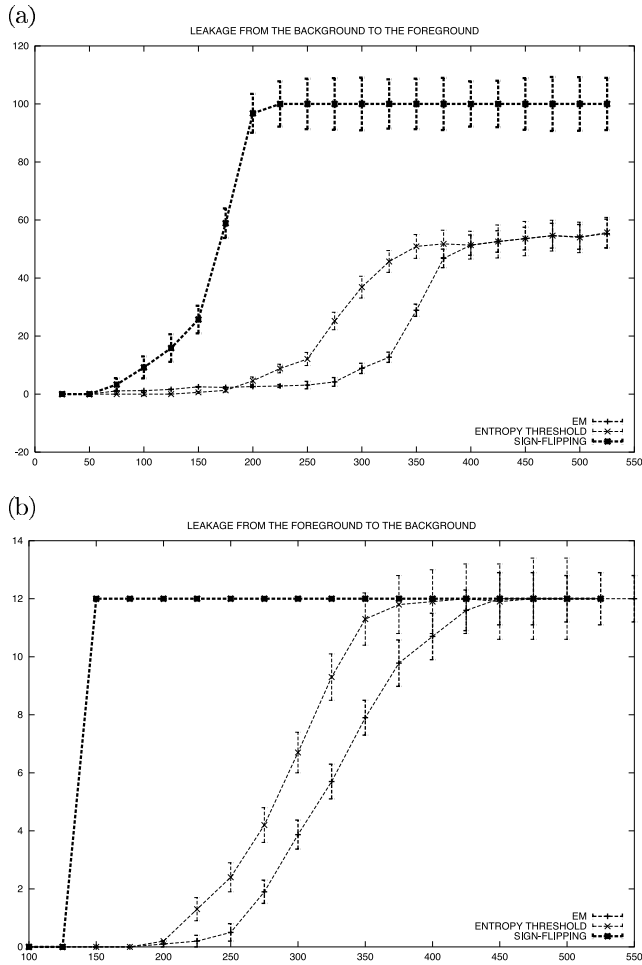 (a)
LEAKAGE FROM THE BACKGROUND TO THE FOREGROUND
120
100
80
60
40
20
0
-20
EM
ENTROPY THRESHOLD
SIGN-FLIPPING
0 50 100 150 200 250 300 350 400 450 500 550
(b)
LEAKAGE FROM THE FOREGROUND TO THE BACKGROUND
14
12
10
8
6
4
2
0
EM
ENTROPY THRESHOLD
SIGN-FLIPPING
100 150 200 250 300 350 400 450 500 550